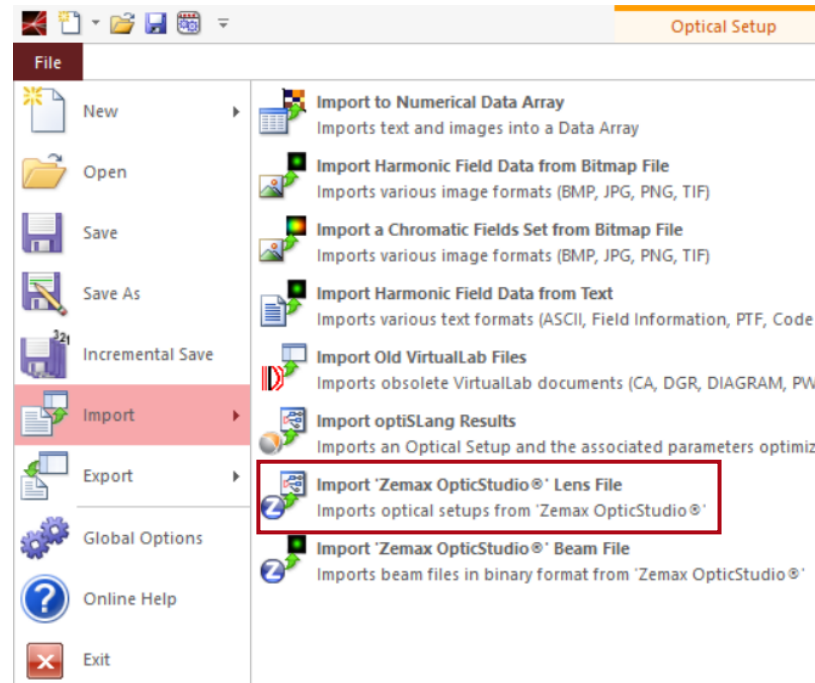 Optical Setup
File
New
Open
Save
Save As
321
Incremental Save
Import
Export
Global Options
Online Help
Exit
Import to Numerical Data Array
Imports text and images into a Data Array
Import Harmonic Field Data from Bitmap File
Imports various image formats (BMP, JPG, PNG, TIF)
Import a Chromatic Fields Set from Bitmap File
Imports various image formats (BMP, JPG, PNG, TIF)
Import Harmonic Field Data from Text
Imports various text formats (ASCII, Field Information, PTF, Code
Import Old VirtualLab Files
Imports obsolete VirtualLab documents (CA, DGR, DIAGRAM, PW
Import optiSLang Results
Imports an Optical Setup and the associated parameters optimiz
Import 'Zemax OpticStudio®' Lens File
Imports optical setups from 'Zemax OpticStudio®'
Import 'Zemax OpticStudio®' Beam File
Imports beam files in binary format from 'Zemax OpticStudio®'